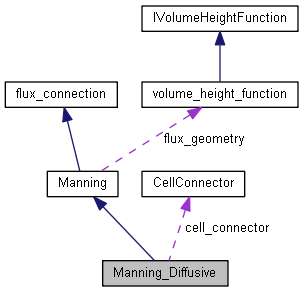 IVolumeHeightFunction
flux_connection
volume_height_function
flux_geometry
Manning
CellConnector
cell_connector
Manning_Diffusive